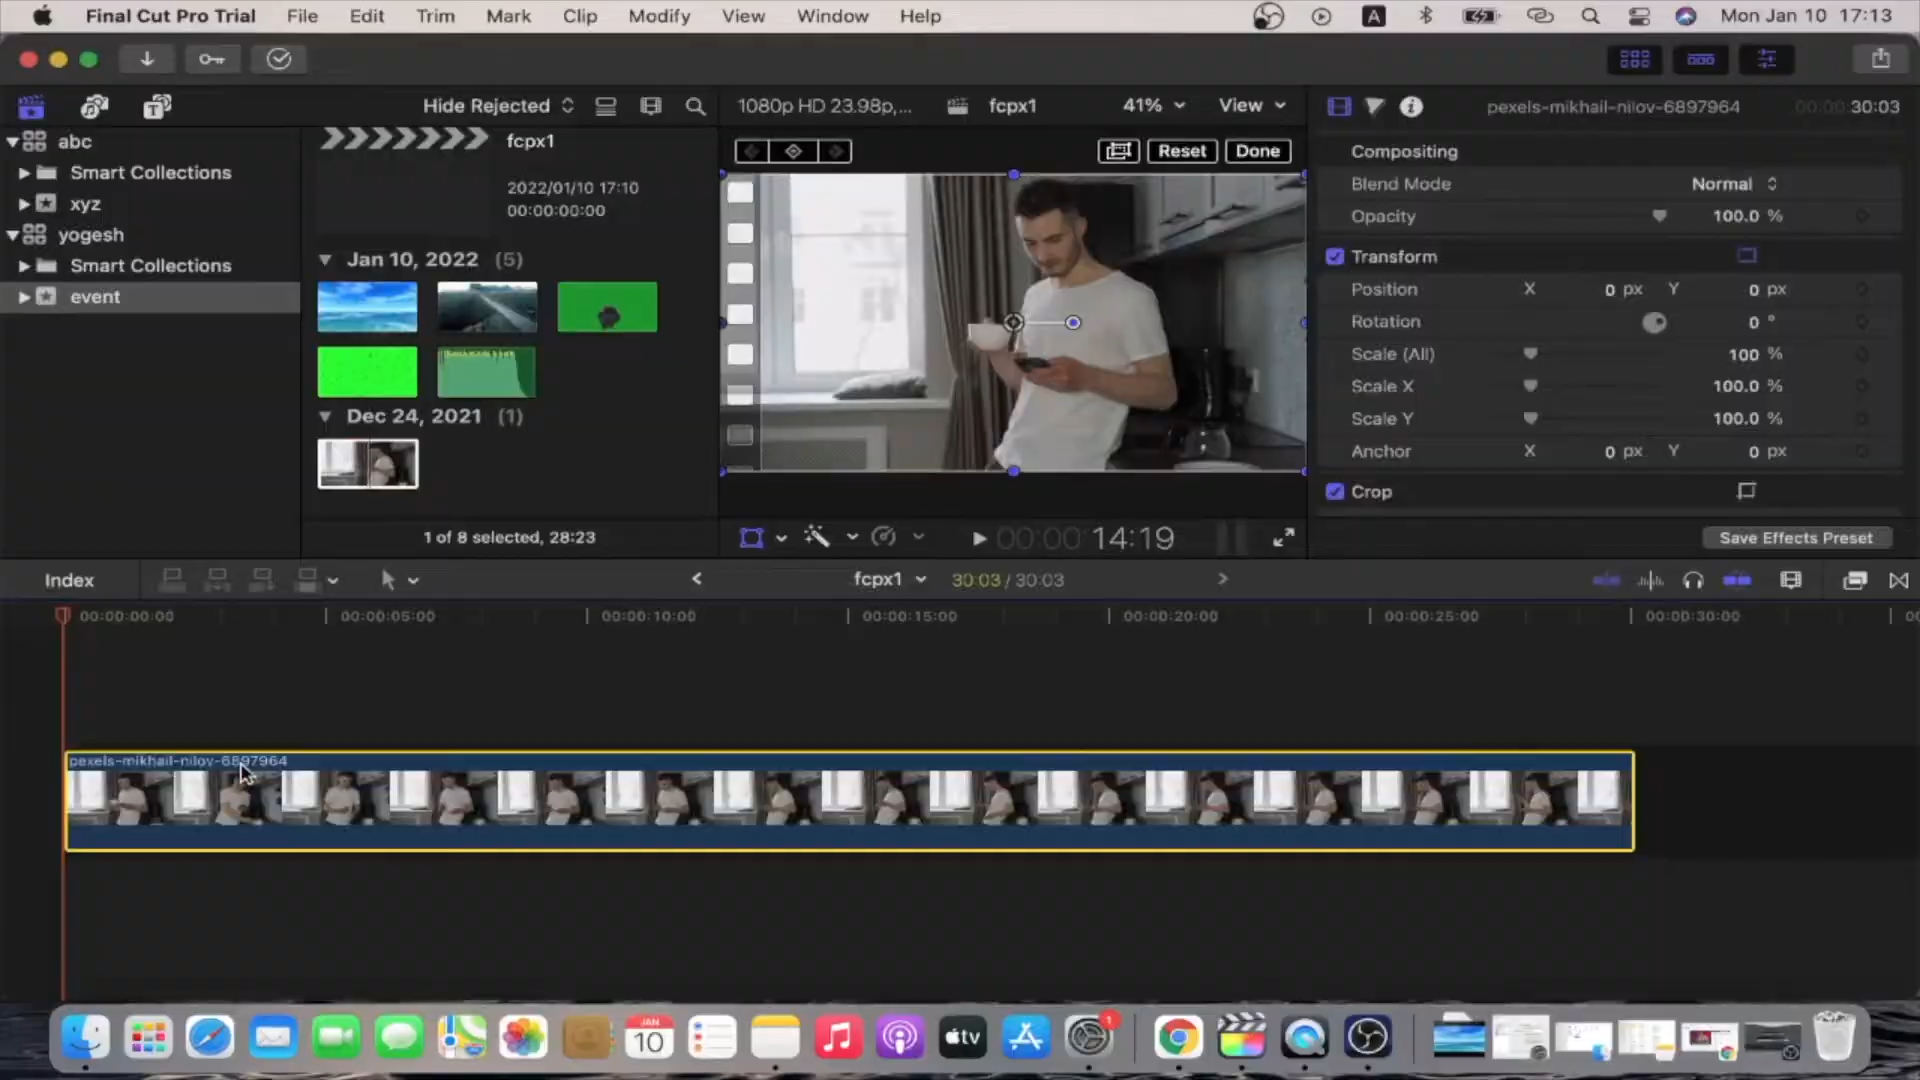 Final Cut Pro Trial File Edit Trim Mark Clip Modify View Window Help A Mon Jan 10 17:13
T Hide Rejected 1080p HD 23.98p,... fcpx1 41% View pexels-mikhail-nilov-6897964 00:00:30:03
abc fcpx1 Reset Done Compositing
Smart Collections 2022/01/10 17:10 Blend Mode Normal
xyz 00:00:00:00 Opacity 100.0 %
yogesh
Smart Collections Jan 10, 2022 (5) Transform
event Position X 0 px Y 0 px
Rotation 0 °
Scale (All) 100 %
Scale X 100.0 %
Dec 24, 2021 (1) Scale Y 100.0 %
Anchor X 0 px Y 0 px
Crop
1 of 8 selected, 28:23 00:00:14:19 Save Effects Preset
Index fcpx1 30:03 / 30:03
00:00:00:00 00:00:05:00 00:00:10:00 00:00:15:00 00:00:20:00 00:00:25:00 00:00:30:00
pexels-mikhail-nilov-6897964
JAN
10
tv
1